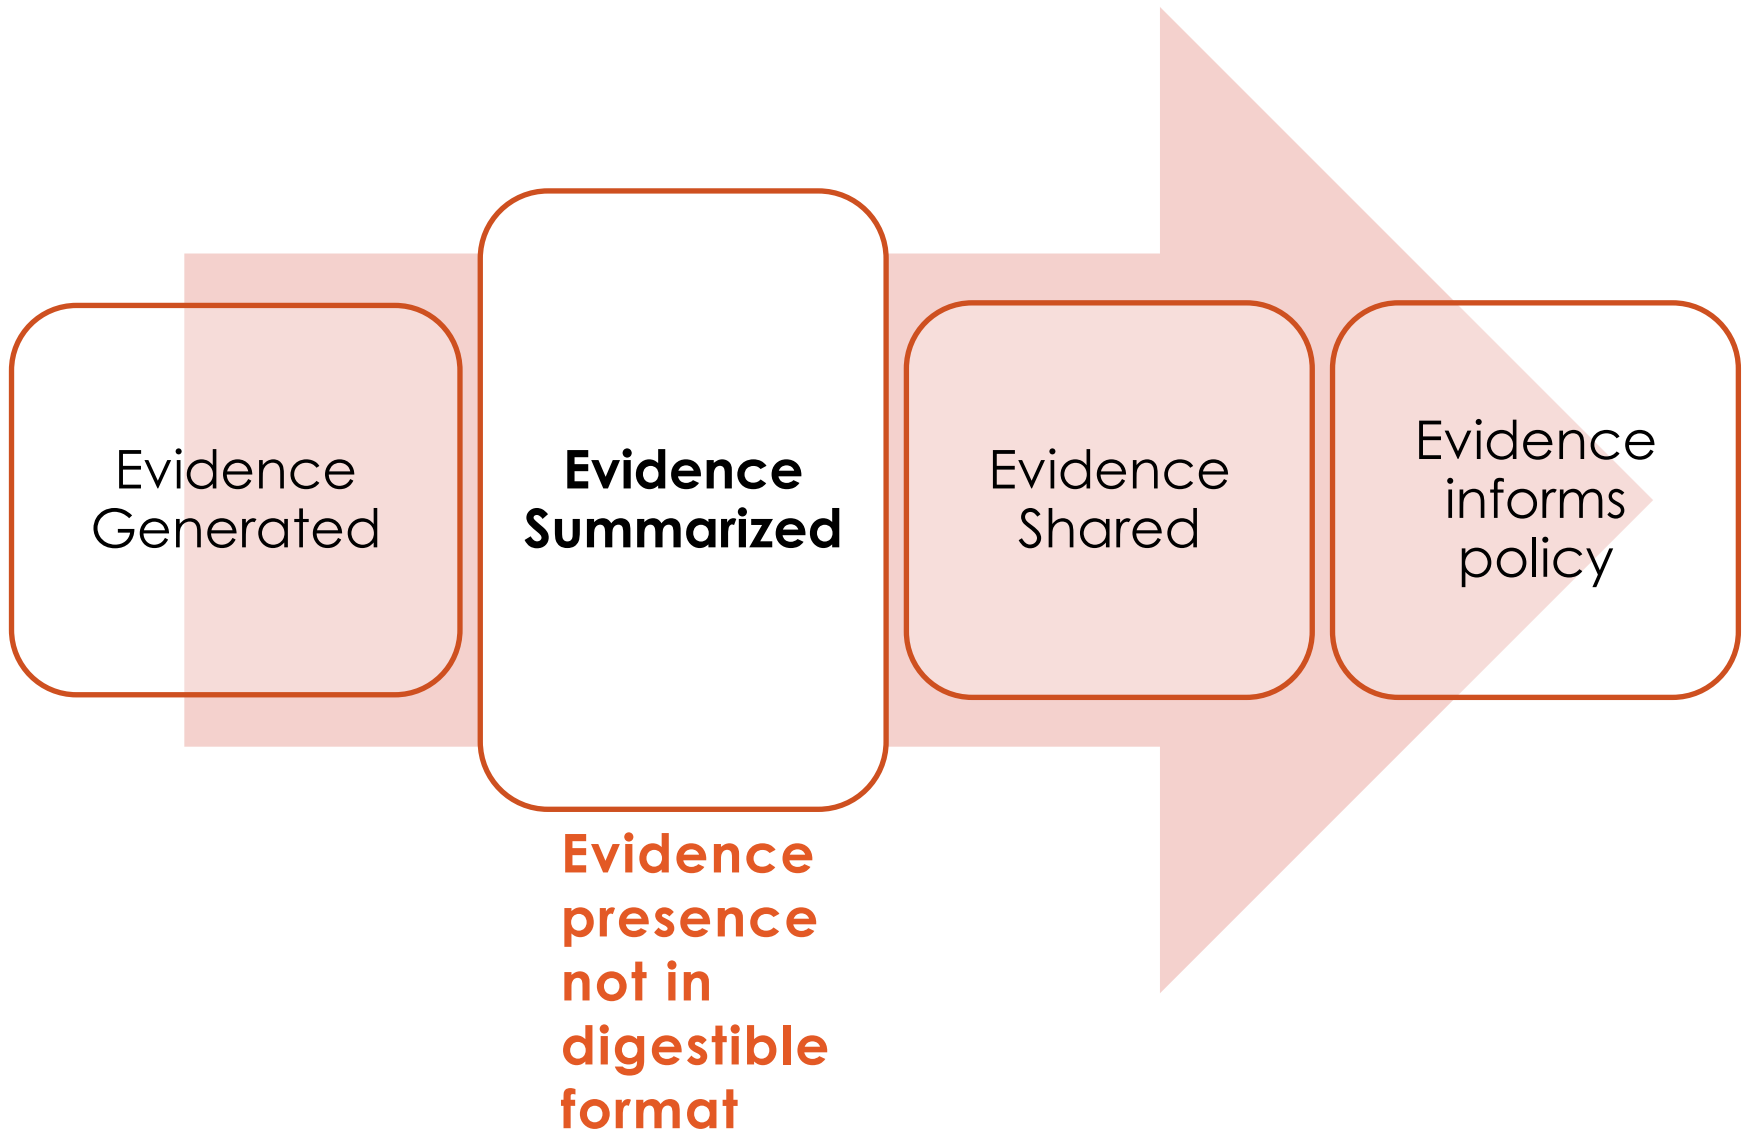 Evidence
Generated
Evidence
Summarized
Evidence
Shared
Evidence
informs
policy
Evidence
presence
not in
digestible
format